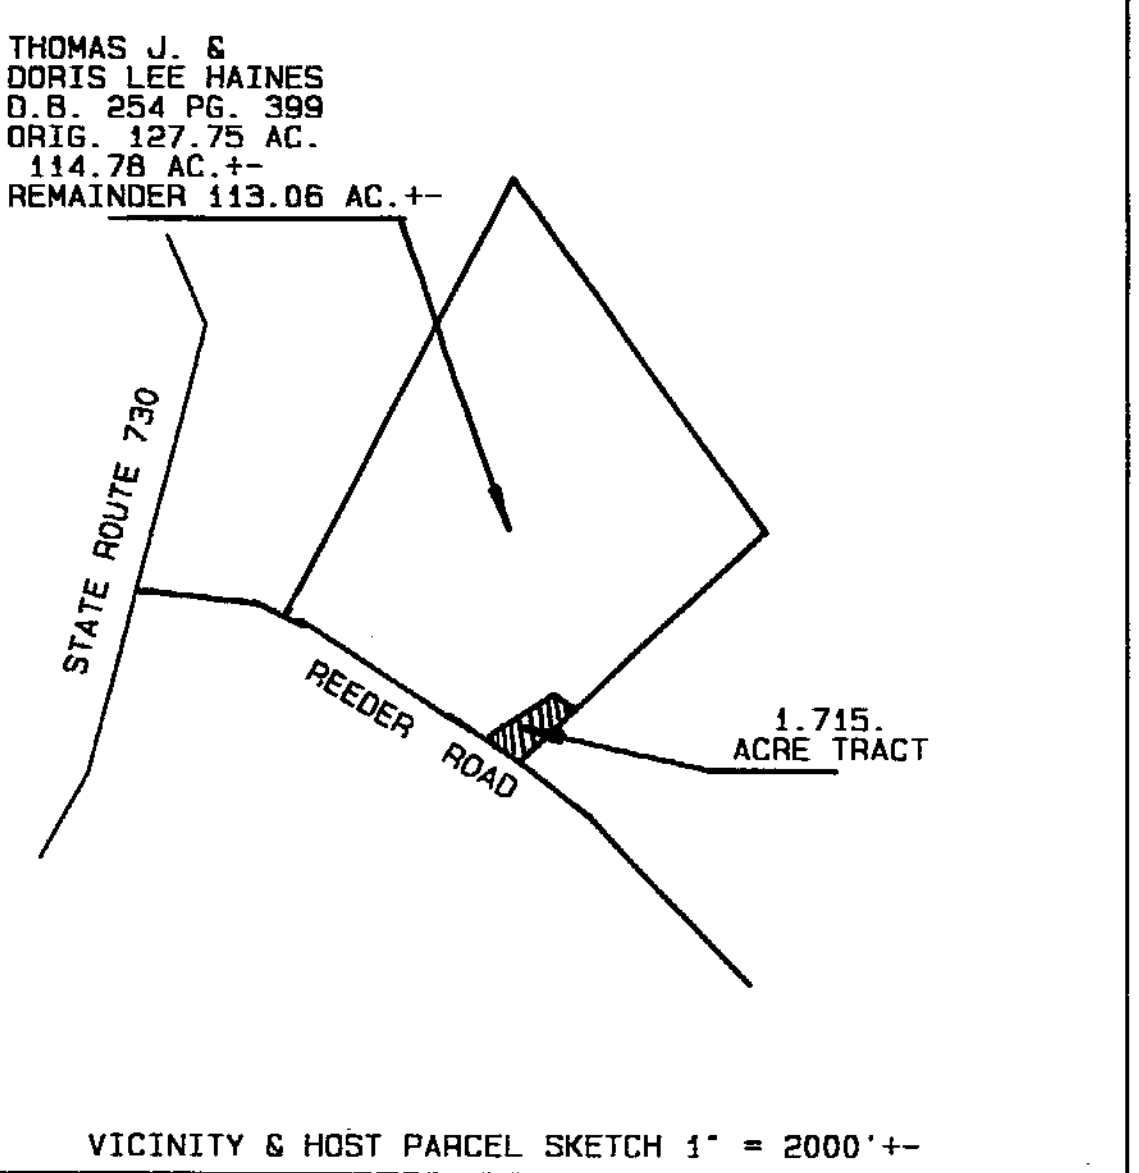 THOMAS J. &
DORIS LEE HAINES
D.B. 254 PG. 399
ORIG. 127.75 AC.
114.78 AC.+-
REMAINDER 113.06 AC.+-
STATE ROUTE 730
REEDER ROAD
1.715.
ACRE TRACT
VICINITY & HOST PARCEL SKETCH 1" = 2000'+-